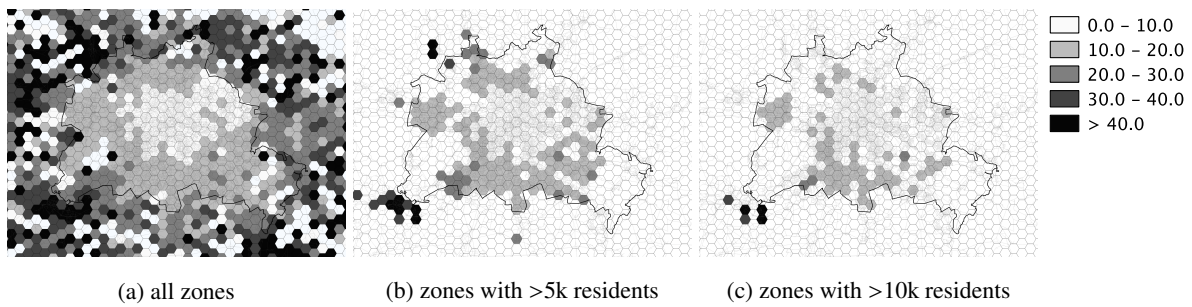 0.0 – 10.0
10.0 – 20.0
20.0 – 30.0
30.0 – 40.0
> 40.0
(a) all zones
(b) zones with >5k residents
(c) zones with >10k residents